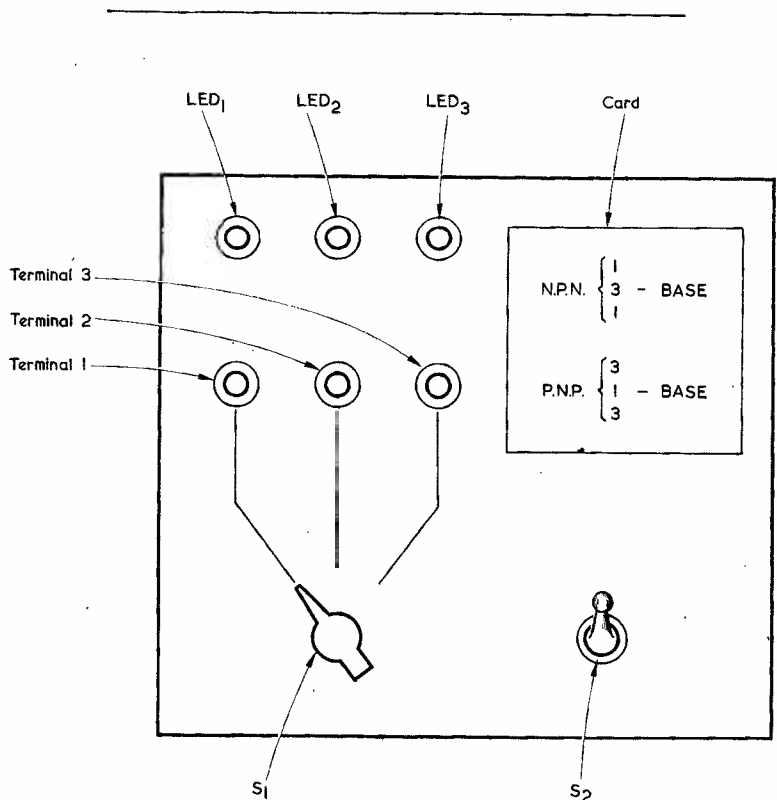 LED1 LED2 LED3 Card
Terminal 3
Terminal 2
Terminal 1
N.P.N. { 1
3 - BASE
1
P.N.P. { 3
1 - BASE
3
S1 S2